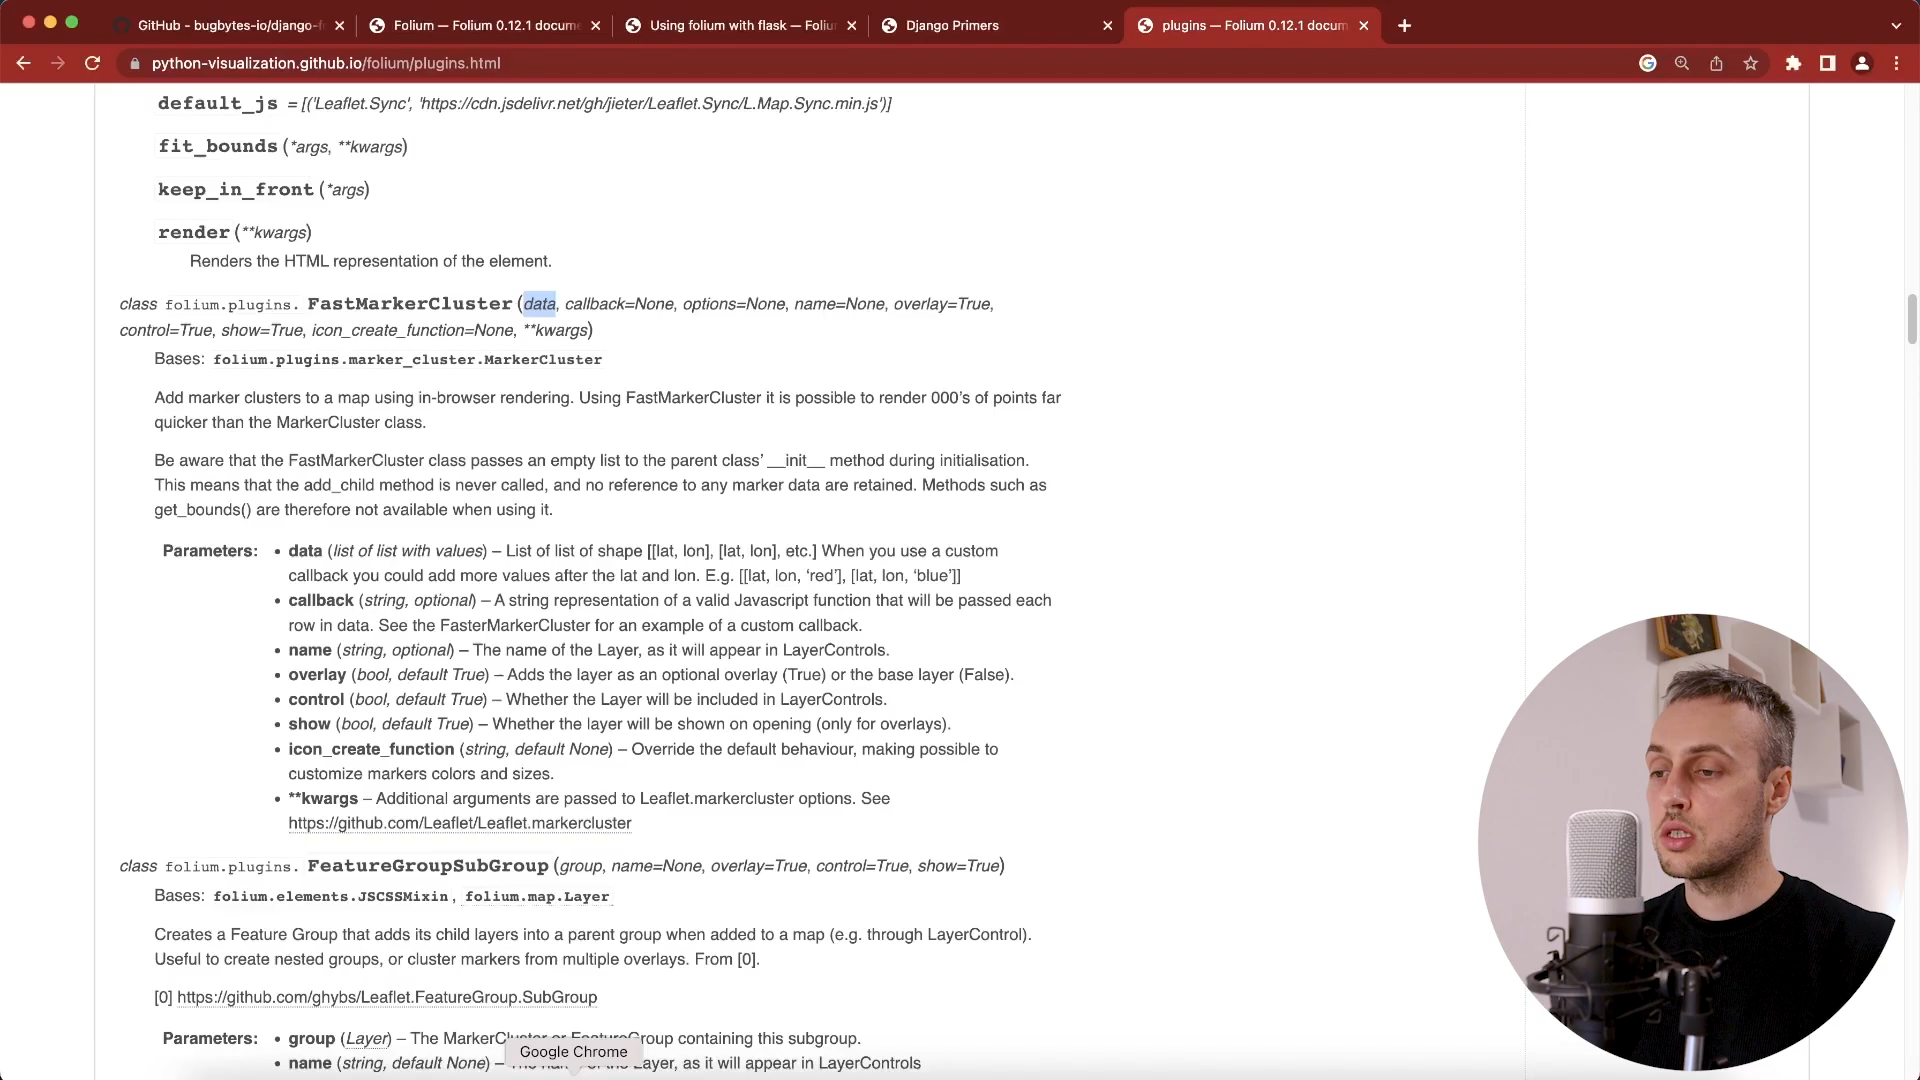 GitHub - bugbytes-io/django-f
Folium — Folium 0.12.1 docume
Using folium with flask — Foliu
Django Primers
plugins — Folium 0.12.1 docum
python-visualization.github.io/folium/plugins.html
default_js = [('Leaflet.Sync', 'https://cdn.jsdelivr.net/gh/jieter/Leaflet.Sync/L.Map.Sync.min.js')]
fit_bounds(*args, **kwargs)
keep_in_front(*args)
render(**kwargs)
Renders the HTML representation of the element.
class folium.plugins. FastMarkerCluster(data, callback=None, options=None, name=None, overlay=True,
control=True, show=True, icon_create_function=None, **kwargs)
Bases: folium.plugins.marker_cluster.MarkerCluster
Add marker clusters to a map using in-browser rendering. Using FastMarkerCluster it is possible to render 000’s of points far
quicker than the MarkerCluster class.
Be aware that the FastMarkerCluster class passes an empty list to the parent class’ __init__ method during initialisation.
This means that the add_child method is never called, and no reference to any marker data are retained. Methods such as
get_bounds() are therefore not available when using it.
Parameters: • data (list of list with values) – List of list of shape [[lat, lon], [lat, lon], etc.] When you use a custom
callback you could add more values after the lat and lon. E.g. [[lat, lon, ‘red’], [lat, lon, ‘blue’]]
• callback (string, optional) – A string representation of a valid Javascript function that will be passed each
row in data. See the FasterMarkerCluster for an example of a custom callback.
• name (string, optional) – The name of the Layer, as it will appear in LayerControls.
• overlay (bool, default True) – Adds the layer as an optional overlay (True) or the base layer (False).
• control (bool, default True) – Whether the Layer will be included in LayerControls.
• show (bool, default True) – Whether the layer will be shown on opening (only for overlays).
• icon_create_function (string, default None) – Override the default behaviour, making possible to
customize markers colors and sizes.
• **kwargs – Additional arguments are passed to Leaflet.markercluster options. See
https://github.com/Leaflet/Leaflet.markercluster
class folium.plugins. FeatureGroupSubGroup(group, name=None, overlay=True, control=True, show=True)
Bases: folium.elements.JSCSSMixin, folium.map.Layer
Creates a Feature Group that adds its child layers into a parent group when added to a map (e.g. through LayerControl).
Useful to create nested groups, or cluster markers from multiple overlays. From [0].
[0] https://github.com/ghybs/Leaflet.FeatureGroup.SubGroup
Parameters: • group (Layer) – The MarkerCluster or FeatureGroup containing this subgroup.
Google Chrome
• name (string, default None) – The name of the Layer, as it will appear in LayerControls